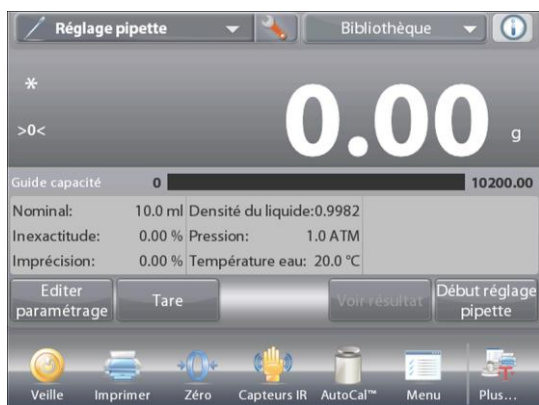 Réglage pipette Bibliothèque
*
>0<
0.00 g
Guide capacité 0 10200.00
Nominal: 10.0 ml Densité du liquide:0.9982
Inexactitude: 0.00 % Pression: 1.0 ATM
Imprécision: 0.00 % Température eau: 20.0 °C
Editer paramétrage Tare Voir résultat Début réglage pipette
Veille Imprimer Zéro Capteurs IR AutoCal™ Menu Plus...